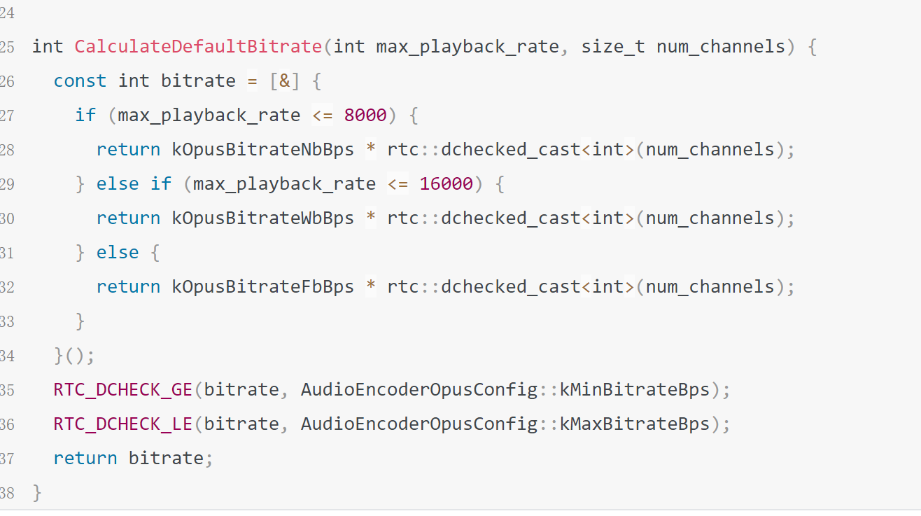 24
25 int CalculateDefaultBitrate(int max_playback_rate, size_t num_channels) {
26   const int bitrate = [&] {
27     if (max_playback_rate <= 8000) {
28       return kOpusBitrateNbBps * rtc::dchecked_cast<int>(num_channels);
29     } else if (max_playback_rate <= 16000) {
30       return kOpusBitrateWbBps * rtc::dchecked_cast<int>(num_channels);
31     } else {
32       return kOpusBitrateFbBps * rtc::dchecked_cast<int>(num_channels);
33     }
34   }();
35   RTC_DCHECK_GE(bitrate, AudioEncoderOpusConfig::kMinBitrateBps);
36   RTC_DCHECK_LE(bitrate, AudioEncoderOpusConfig::kMaxBitrateBps);
37   return bitrate;
38 }